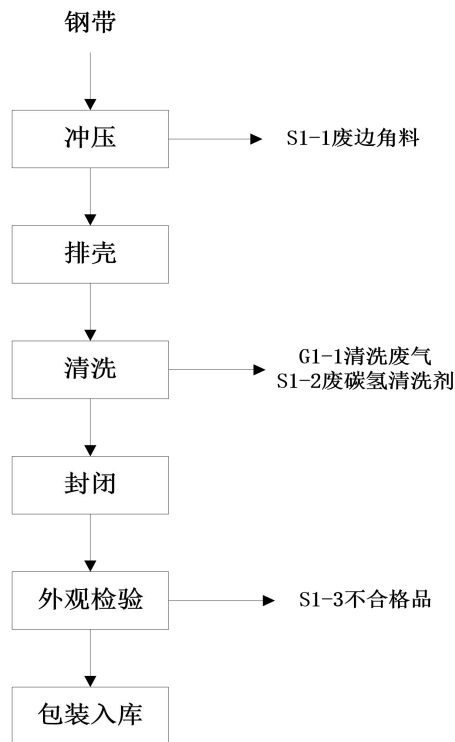 钢带
冲压
S1-1废边角料
排壳
清洗
G1-1清洗废气
S1-2废碳氢清洗剂
封闭
外观检验
S1-3不合格品
包装入库